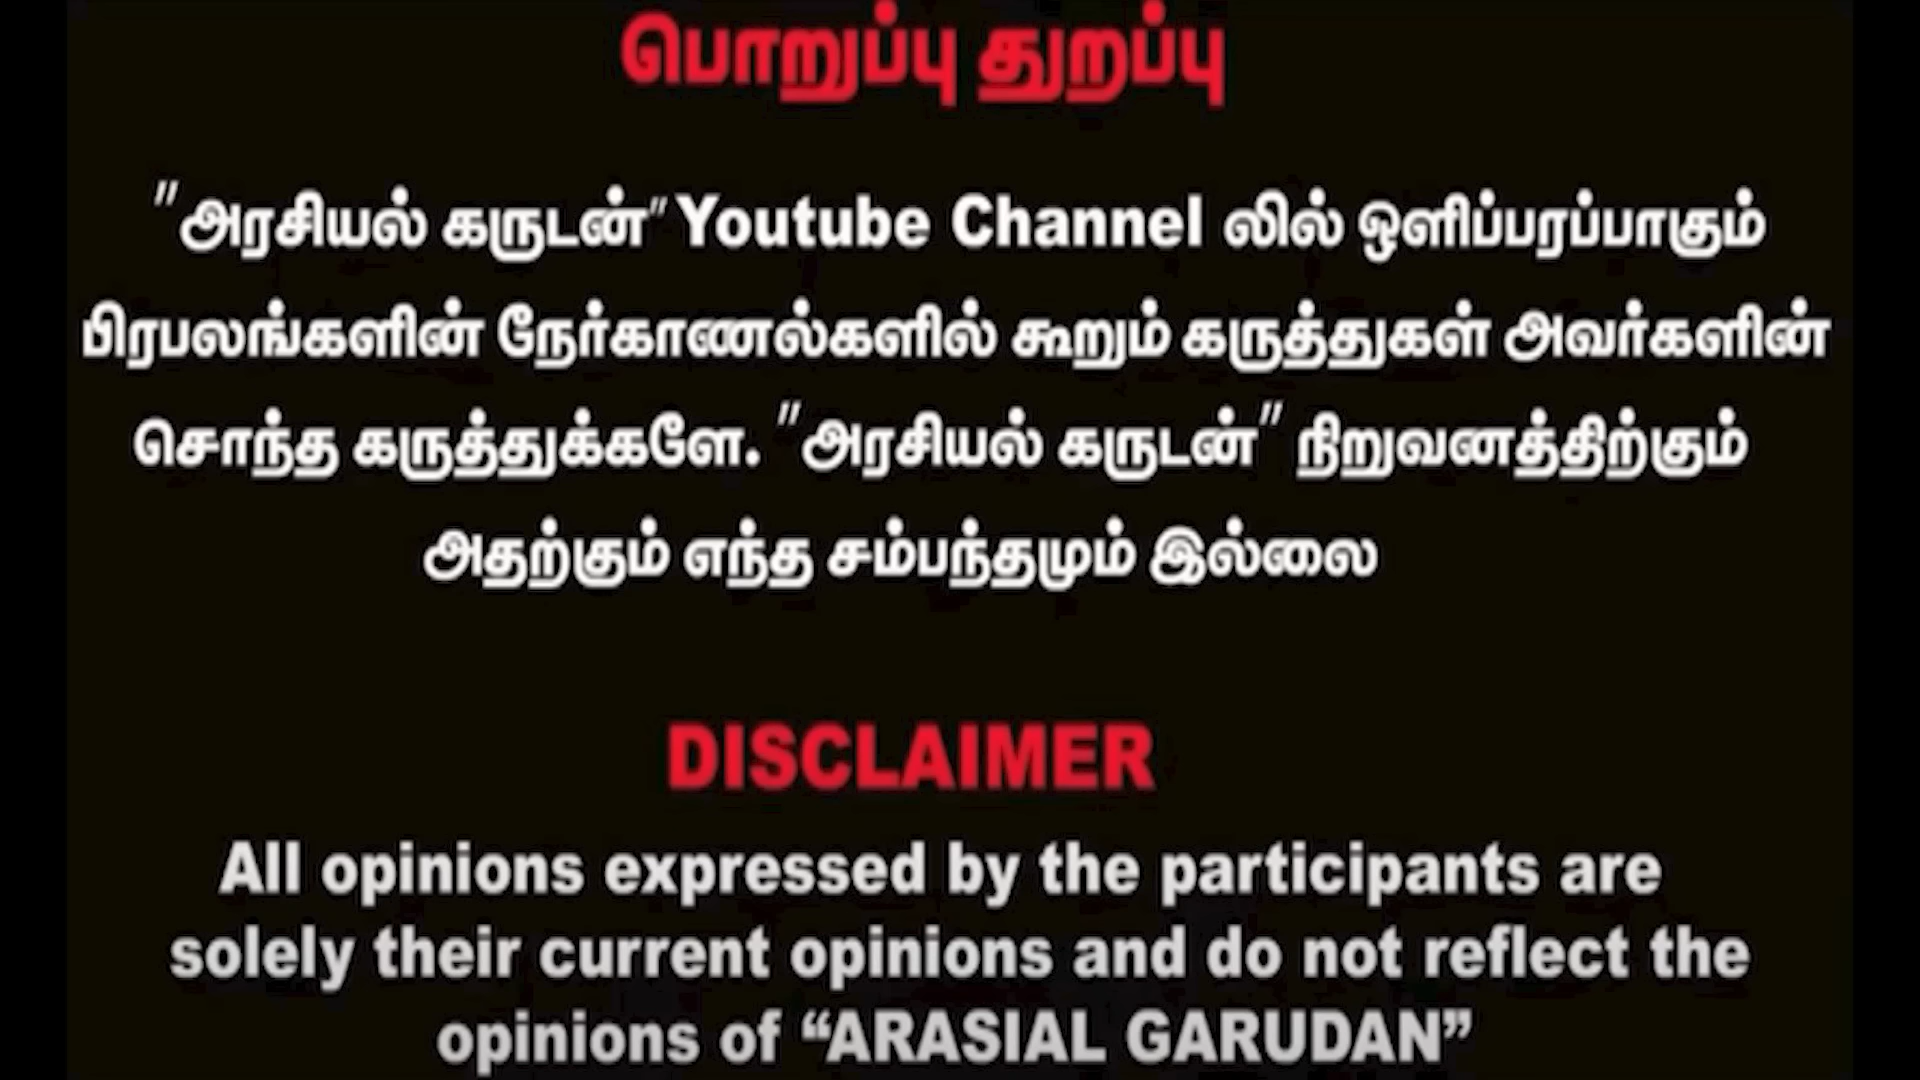 பொறுப்பு துறப்பு
"அரசியல் கருடன்" Youtube Channel லில் ஒளிப்பரப்பாகும்
பிரபலங்களின் நேர்காணல்களில் கூறும் கருத்துகள் அவர்களின்
சொந்த கருத்துக்களே. "அரசியல் கருடன்" நிறுவனத்திற்கும்
அதற்கும் எந்த சம்பந்தமும் இல்லை
DISCLAIMER
All opinions expressed by the participants are
solely their current opinions and do not reflect the
opinions of “ARASIAL GARUDAN”